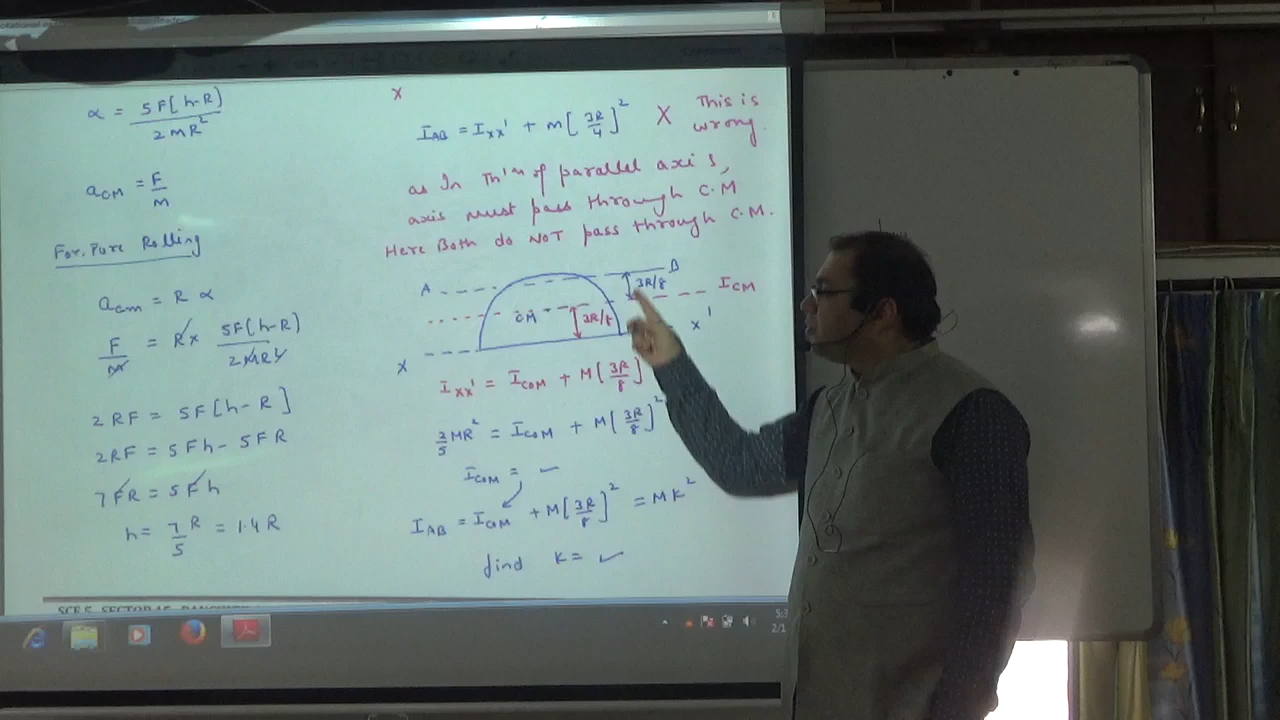 α = 5F[h-R] / 2MR²
a_CM = F/M
For. Pure Rolling
a_cm = R α
F/M = R x 5F(h-R) / 2MR²
2RF = 5F[h-R]
2RF = 5Fh - 5FR
7FR = 5Fh
h = 7/5 R = 1.4 R
x
I_AB = I_xx' + M[3R/4]² X This is wrong.
as In Th'm of parallel axis,
axis must pass through C.M
Here Both do NOT pass through C.M.
A B
3R/8
I_CM
CM 3R/8
x x'
I_xx' = I_COM + M[3R/8]
2/5 MR² = I_COM + M[3R/8]²
I_COM = ✓
I_AB = I_COM + M[3R/8]² = MK²
find K = ✓